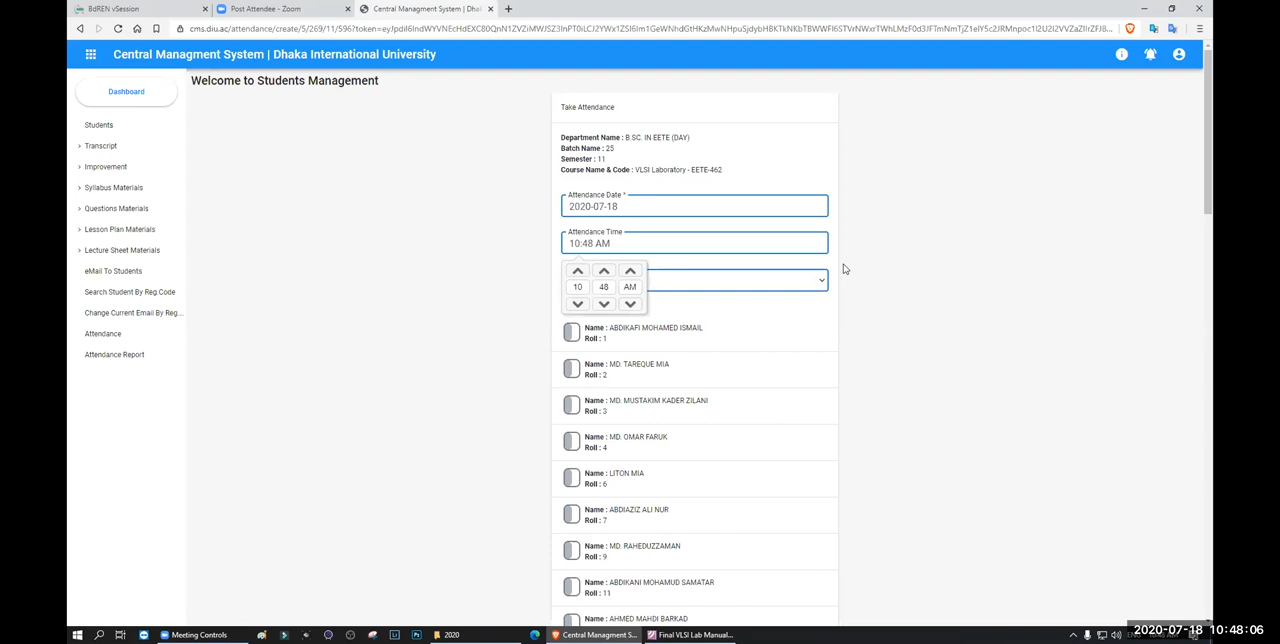 BdREN vSession
Post Attendee - Zoom
Central Managment System | Dha
cms.diu.ac/attendance/create/5/269/11/596?token=
Central Managment System | Dhaka International University
Welcome to Students Management
Dashboard
Students
Transcript
Improvement
Syllabus Materials
Questions Materials
Lesson Plan Materials
Lecture Sheet Materials
eMail To Students
Search Student By Reg Code
Change Current Email By Reg...
Attendance
Attendance Report
Take Attendance
Department Name : B.SC. IN EETE (DAY)
Batch Name : 25
Semester : 11
Course Name & Code : VLSI Laboratory - EETE-462
Attendance Date *
2020-07-18
Attendance Time
10:48 AM
10 48 AM
Name : ABDIKAFI MOHAMED ISMAIL
Roll : 1
Name : MD. TAREQUE MIA
Roll : 2
Name : MD. MUSTAKIM KADER ZILANI
Roll : 3
Name : MD. OMAR FARUK
Roll : 4
Name : LITON MIA
Roll : 6
Name : ABDIAZIZ ALI NUR
Roll : 7
Name : MD. RAHEDUZZAMAN
Roll : 9
Name : ABDIKANI MOHAMUD SAMATAR
Roll : 11
Name : AHMED MAHDI BARKAD
Meeting Controls
2020
Central Managment S...
Final VLSI Lab Manual...
2020-07-18 10:48:06